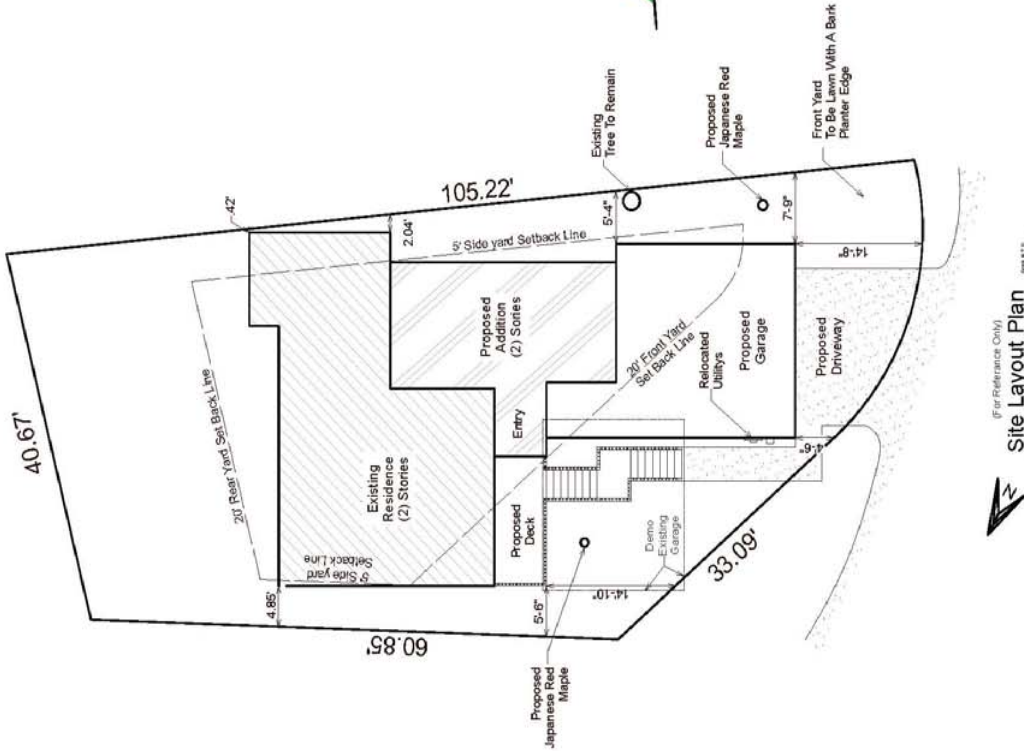 40.67'
20' Rear Yard Set Back Line
.42'
105.22'
2.04'
5' Side yard Setback Line
Existing
Tree To Remain
5'-4"
Proposed
Japanese Red
Maple
Front Yard
To Be Lawn With A Bark
Planter Edge
7'-9"
14'-8"
Existing
Residence
(2) Stories
Proposed
Addition
(2) Sories
Entry
20' Front Yard
Set Back Line
Relocated
Utilitys
Proposed
Garage
Proposed
Driveway
5' Side yard
Setback Line
4.85'
60.85'
Proposed
Deck
5'-6"
14'-10"
Demo
Existing
Garage
4'-6"
33.09'
Proposed
Japanese Red
Maple
N
(For Referance Only)
Site Layout Plan